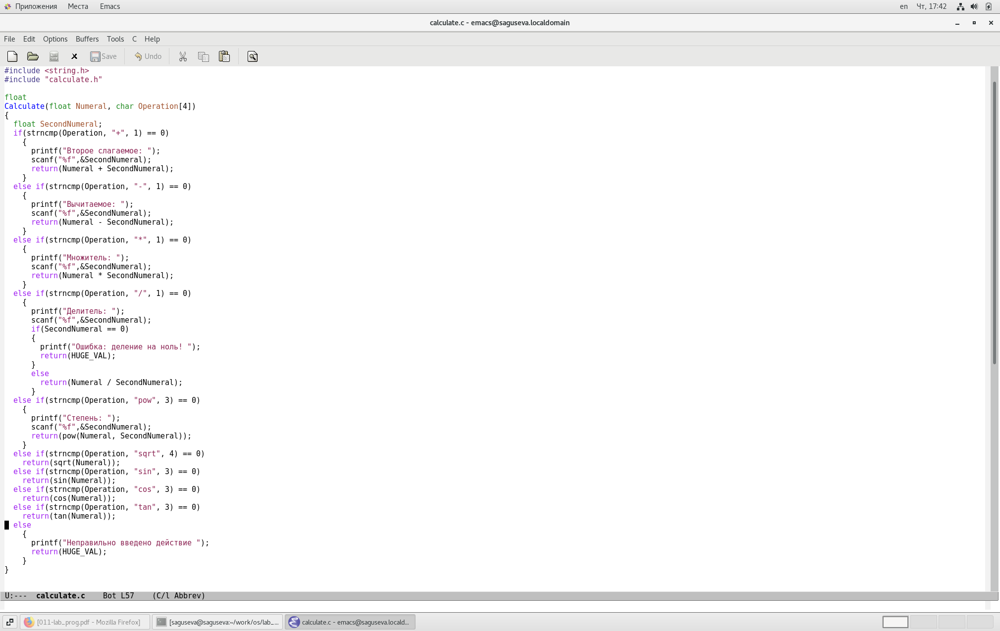 Приложения Места Emacs en Чт, 17:42
calculate.c - emacs@saguseva.localdomain
File Edit Options Buffers Tools C Help
Save Undo
#include <string.h>
#include "calculate.h"

float
Calculate(float Numeral, char Operation[4])
{
  float SecondNumeral;
  if(strncmp(Operation, "+", 1) == 0)
    {
      printf("Второе слагаемое: ");
      scanf("%f",&SecondNumeral);
      return(Numeral + SecondNumeral);
    }
  else if(strncmp(Operation, "-", 1) == 0)
    {
      printf("Вычитаемое: ");
      scanf("%f",&SecondNumeral);
      return(Numeral - SecondNumeral);
    }
  else if(strncmp(Operation, "*", 1) == 0)
    {
      printf("Множитель: ");
      scanf("%f",&SecondNumeral);
      return(Numeral * SecondNumeral);
    }
  else if(strncmp(Operation, "/", 1) == 0)
    {
      printf("Делитель: ");
      scanf("%f",&SecondNumeral);
      if(SecondNumeral == 0)
      {
        printf("Ошибка: деление на ноль! ");
        return(HUGE_VAL);
      }
      else
        return(Numeral / SecondNumeral);
      }
  else if(strncmp(Operation, "pow", 3) == 0)
    {
      printf("Степень: ");
      scanf("%f",&SecondNumeral);
      return(pow(Numeral, SecondNumeral));
    }
  else if(strncmp(Operation, "sqrt", 4) == 0)
    return(sqrt(Numeral));
  else if(strncmp(Operation, "sin", 3) == 0)
    return(sin(Numeral));
  else if(strncmp(Operation, "cos", 3) == 0)
    return(cos(Numeral));
  else if(strncmp(Operation, "tan", 3) == 0)
    return(tan(Numeral));
  else
    {
      printf("Неправильно введено действие ");
      return(HUGE_VAL);
    }
}
U:--- calculate.c Bot L57 (C/l Abbrev)
[011-lab_prog.pdf - Mozilla Firefox] [saguseva@saguseva:~/work/os/lab_... calculate.c - emacs@saguseva.locald...